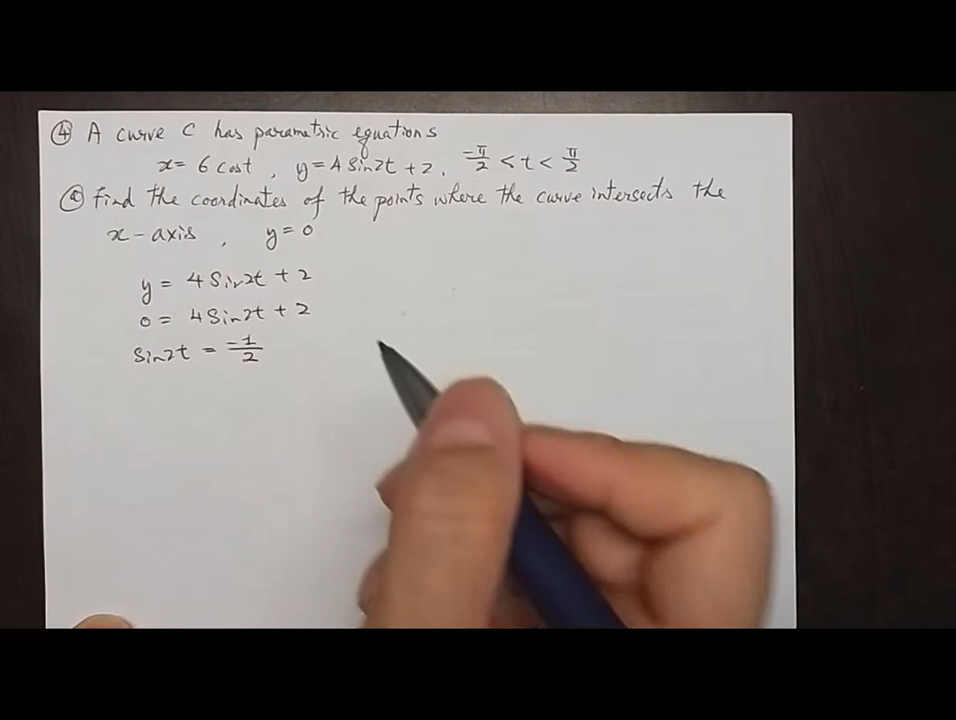 ④ A curve C has parametric equations
x = 6 cost , y = 4 Sin2t + 2 , -π/2 < t < π/2
ⓐ Find the coordinates of the points where the curve intersects the
x-axis , y = 0
y = 4 Sin2t + 2
0 = 4 Sin2t + 2
Sin2t = -1/2